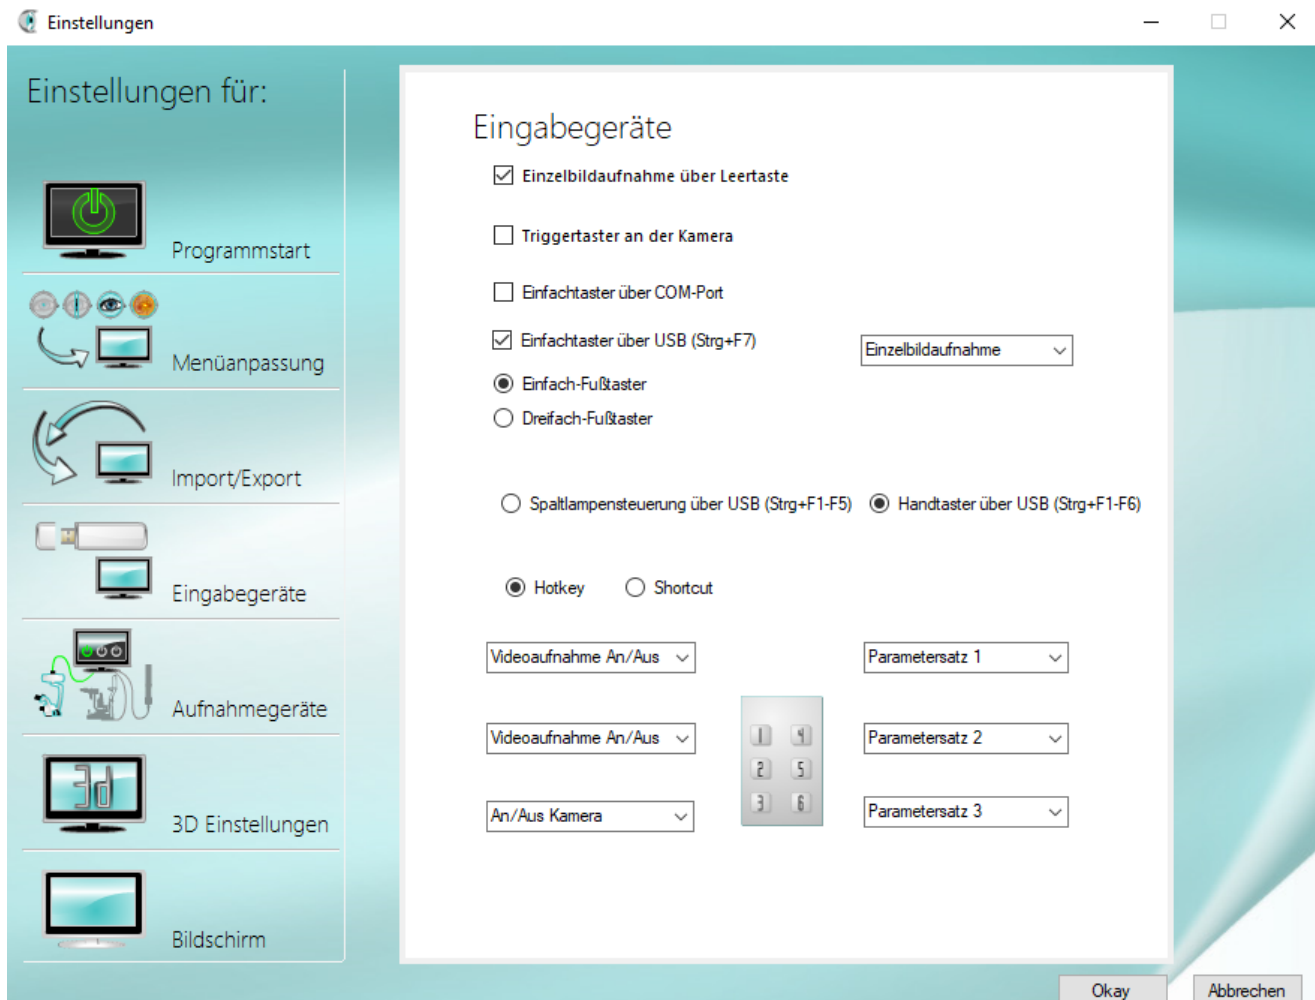 Einstellungen
Einstellungen für:
Programmstart
Menüanpassung
Import/Export
Eingabegeräte
Aufnahmegeräte
3d
3D Einstellungen
Bildschirm
Eingabegeräte
Einzelbildaufnahme über Leertaste
Triggertaster an der Kamera
Einfachtaster über COM-Port
Einfachtaster über USB (Strg+F7)
Einzelbildaufnahme
Einfach-Fußtaster
Dreifach-Fußtaster
Spaltlampensteuerung über USB (Strg+F1-F5) Handtaster über USB (Strg+F1-F6)
Hotkey Shortcut
Videoaufnahme An/Aus Parametersatz 1
1 4
Videoaufnahme An/Aus Parametersatz 2
2 5
3 6
An/Aus Kamera Parametersatz 3
Okay Abbrechen